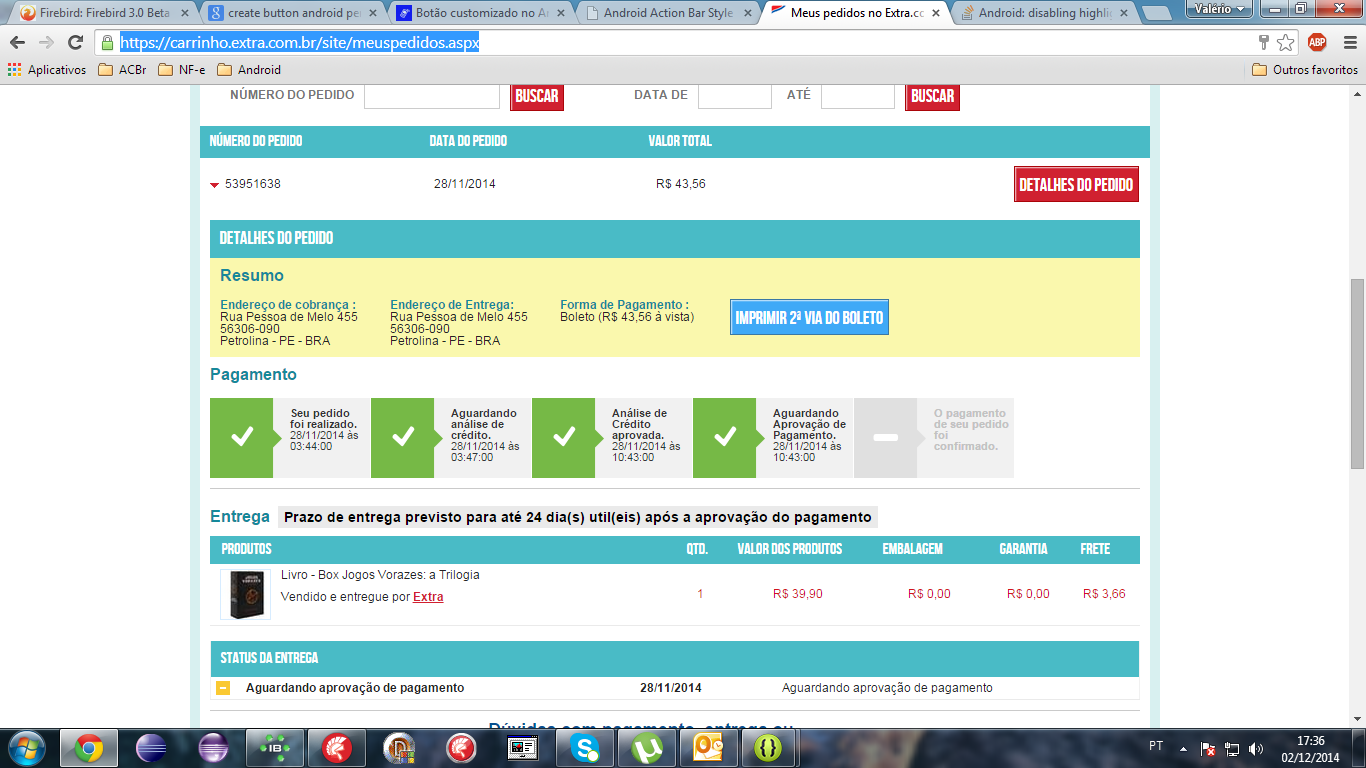 Firebird: Firebird 3.0 Beta
create button android pe
Botão customizado no A
Android Action Bar Style
Meus pedidos no Extra.co
Android: disabling highlig
Valério
https://carrinho.extra.com.br/site/meuspedidos.aspx
ABP
Aplicativos
ACBr
NF-e
Android
Outros favoritos
NÚMERO DO PEDIDO
BUSCAR
DATA DE
ATÉ
BUSCAR
NÚMERO DO PEDIDO DATA DO PEDIDO VALOR TOTAL
53951638 28/11/2014 R$ 43,56
DETALHES DO PEDIDO
DETALHES DO PEDIDO
Resumo
Endereço de cobrança :
Rua Pessoa de Melo 455
56306-090
Petrolina - PE - BRA
Endereço de Entrega:
Rua Pessoa de Melo 455
56306-090
Petrolina - PE - BRA
Forma de Pagamento :
Boleto (R$ 43,56 á vista)
IMPRIMIR 2ª VIA DO BOLETO
Pagamento
Seu pedido
foi realizado.
28/11/2014 às
03:44:00
Aguardando
análise de
crédito.
28/11/2014 às
03:47:00
Análise de
Crédito
aprovada.
28/11/2014 às
10:43:00
Aguardando
Aprovação de
Pagamento.
28/11/2014 às
10:43:00
O pagamento
de seu pedido
foi
confirmado.
Entrega Prazo de entrega previsto para até 24 dia(s) util(eis) após a aprovação do pagamento
PRODUTOS QTD. VALOR DOS PRODUTOS EMBALAGEM GARANTIA FRETE
JOGOS
VORAZES
Livro - Box Jogos Vorazes: a Trilogia
Vendido e entregue por Extra
1 R$ 39,90 R$ 0,00 R$ 0,00 R$ 3,66
STATUS DA ENTREGA
Aguardando aprovação de pagamento 28/11/2014 Aguardando aprovação de pagamento
Dúvidas com pagamento, entrega ou
IB
PT
17:36
02/12/2014